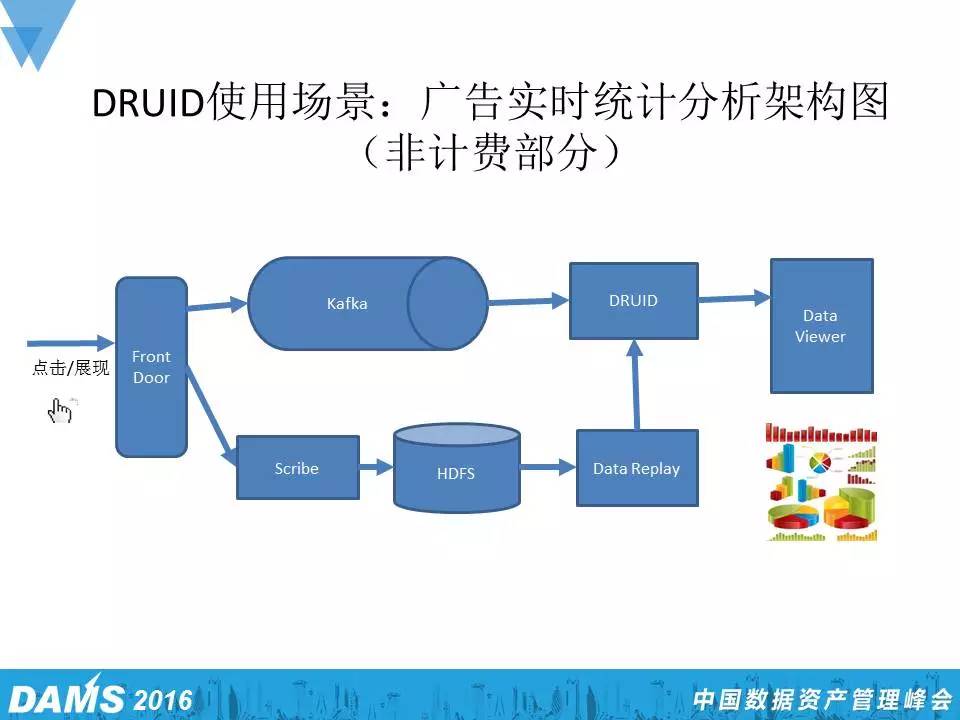 DRUID使用场景：广告实时统计分析架构图
（非计费部分）
点击/展现
Front
Door
Kafka
DRUID
Data
Viewer
Scribe
HDFS
Data Replay
DAMS 2016
中国数据资产管理峰会